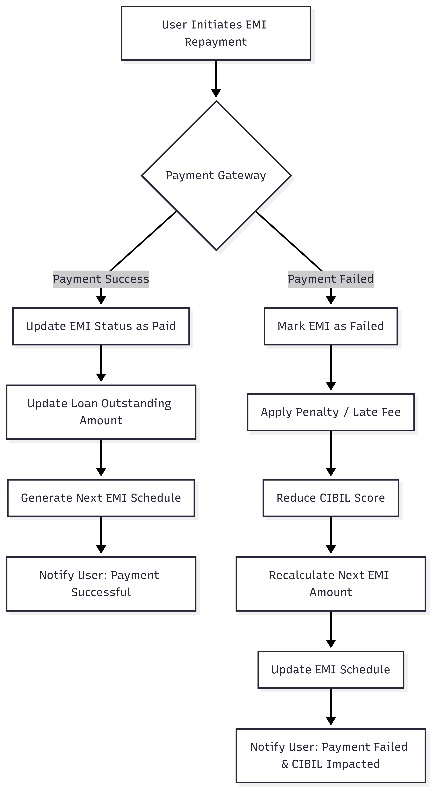 User Initiates EMI
Repayment
Payment Gateway
Payment Success
Payment Failed
Update EMI Status as Paid
Mark EMI as Failed
Update Loan Outstanding
Amount
Apply Penalty / Late Fee
Generate Next EMI Schedule
Reduce CIBIL Score
Notify User: Payment
Successful
Recalculate Next EMI
Amount
Update EMI Schedule
Notify User: Payment Failed
& CIBIL Impacted